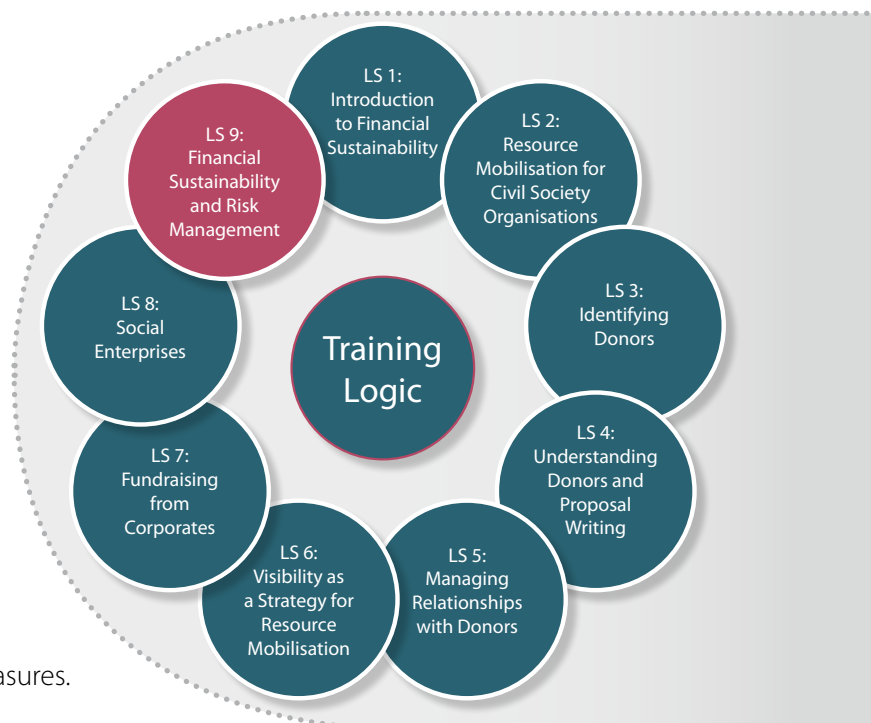 LS 1:
Introduction
to Financial
Sustainability
LS 2:
Resource
Mobilisation for
Civil Society
Organisations
LS 3:
Identifying
Donors
LS 4:
Understanding
Donors and
Proposal
Writing
LS 5:
Managing
Relationships
with Donors
LS 6:
Visibility as
a Strategy for
Resource
Mobilisation
LS 7:
Fundraising
from
Corporates
LS 8:
Social
Enterprises
LS 9:
Financial
Sustainability
and Risk
Management
Training
Logic